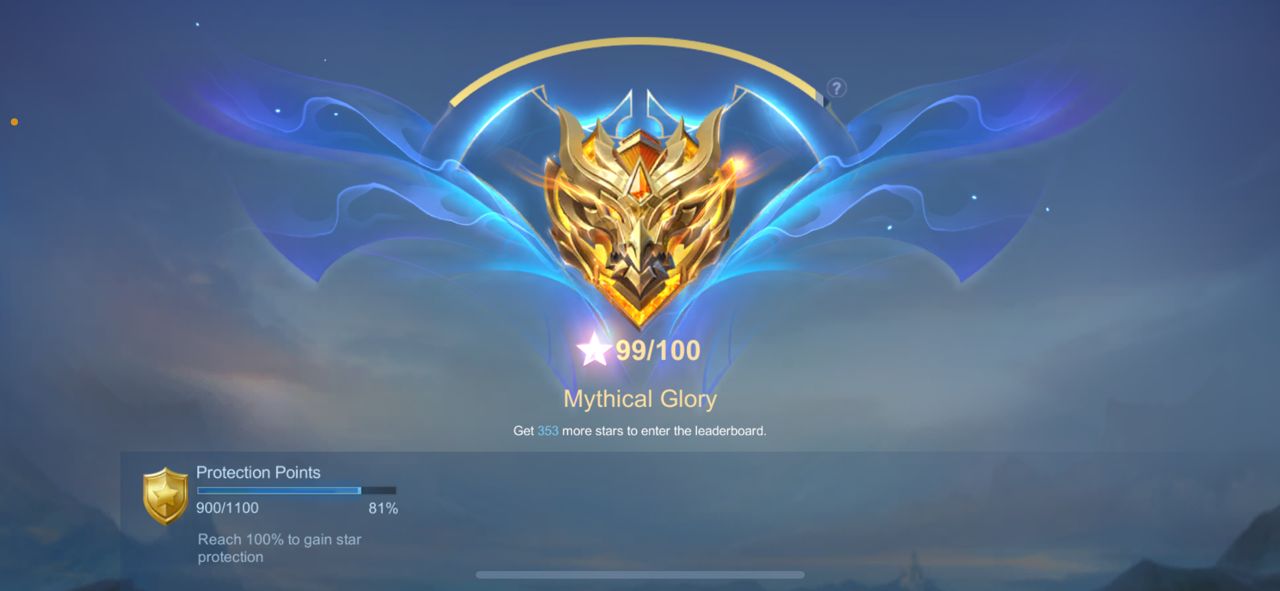 ?
99/100
Mythical Glory
Get 353 more stars to enter the leaderboard.
Protection Points
900/1100 81%
Reach 100% to gain star
protection